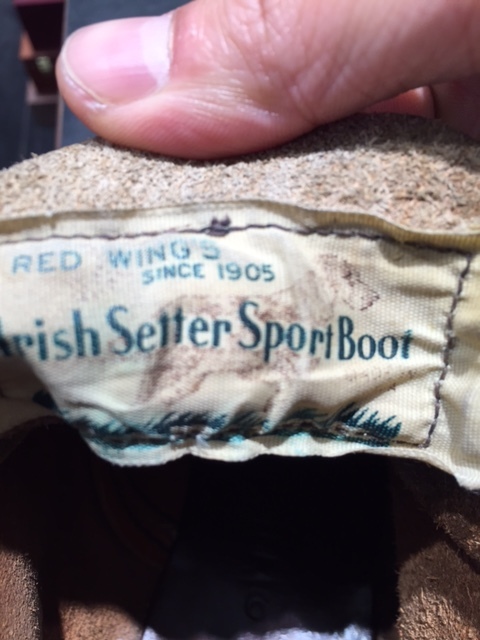 RED WING'S
SINCE 1905
Irish Setter Sport Boot